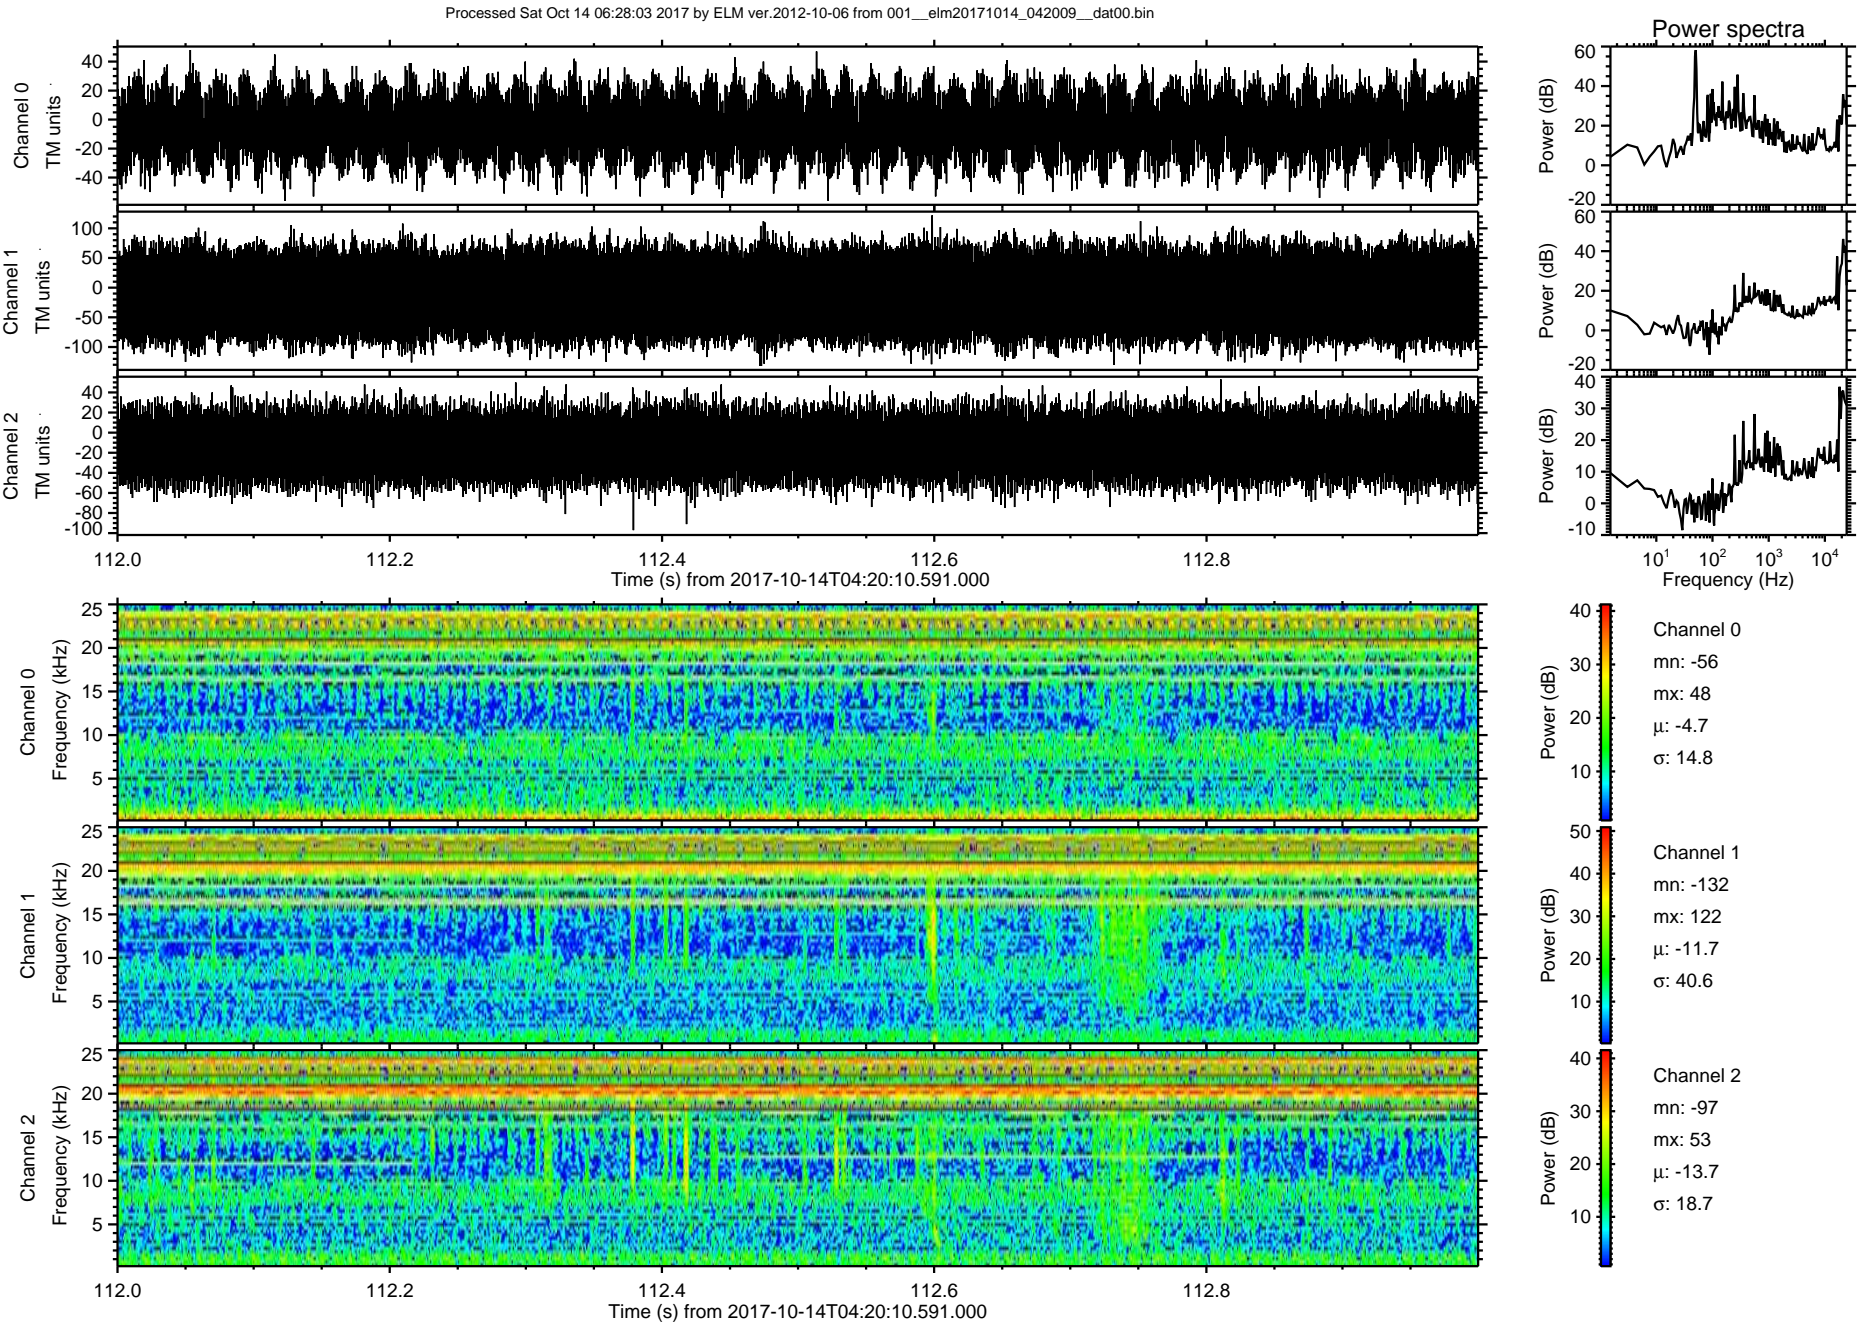 Processed Sat Oct 14 06:28:03 2017 by ELM ver.2012-10-06 from 001__elm20171014_042009__dat00.bin
Power spectra
Channel 0
TM units
40
20
0
-20
-40
Power (dB)
60
40
20
0
-20
Channel 1
TM units
100
50
0
-50
-100
Power (dB)
60
40
20
0
-20
Channel 2
TM units
40
20
0
-20
-40
-60
-80
-100
Power (dB)
40
30
20
10
0
-10
112.0 112.2 112.4 112.6 112.8
Time (s) from 2017-10-14T04:20:10.591.000
10¹ 10² 10³ 10⁴
Frequency (Hz)
Channel 0
Frequency (kHz)
25
20
15
10
5
Power (dB)
40
30
20
10
Channel 0
mn: -56
mx: 48
μ: -4.7
σ: 14.8
Channel 1
Frequency (kHz)
25
20
15
10
5
Power (dB)
50
40
30
20
10
Channel 1
mn: -132
mx: 122
μ: -11.7
σ: 40.6
Channel 2
Frequency (kHz)
25
20
15
10
5
Power (dB)
40
30
20
10
Channel 2
mn: -97
mx: 53
μ: -13.7
σ: 18.7
112.0 112.2 112.4 112.6 112.8
Time (s) from 2017-10-14T04:20:10.591.000